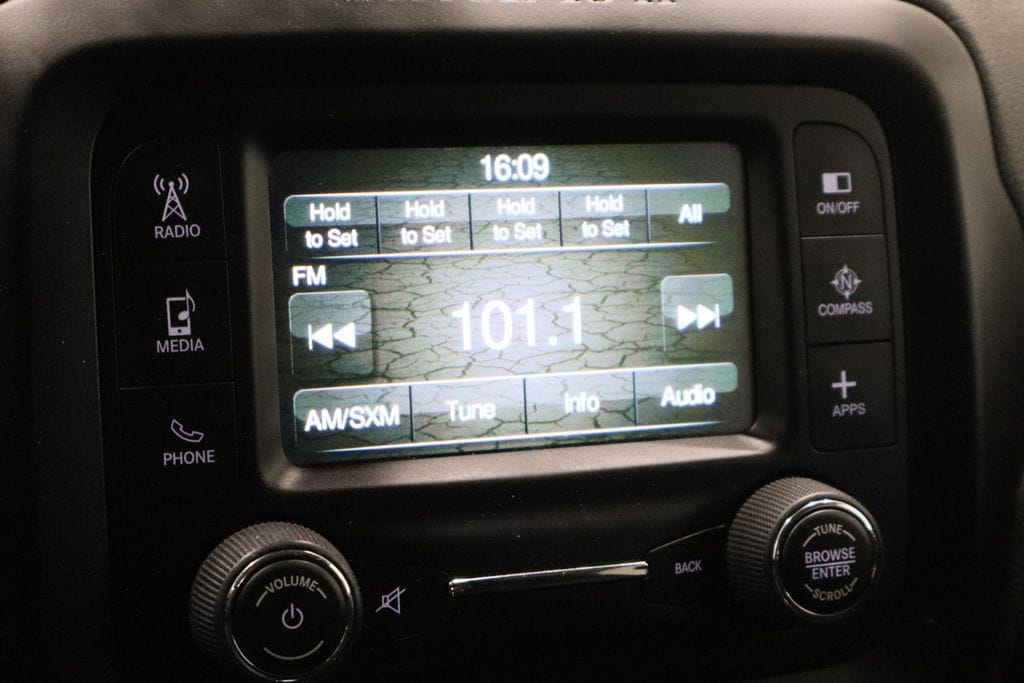 16:09
Hold to Set
Hold to Set
Hold to Set
Hold to Set
All
FM
101.1
AM/SXM
Tune
Info
Audio
RADIO
MEDIA
PHONE
ON/OFF
N
COMPASS
APPS
VOLUME
BACK
TUNE
BROWSE
ENTER
SCROLL